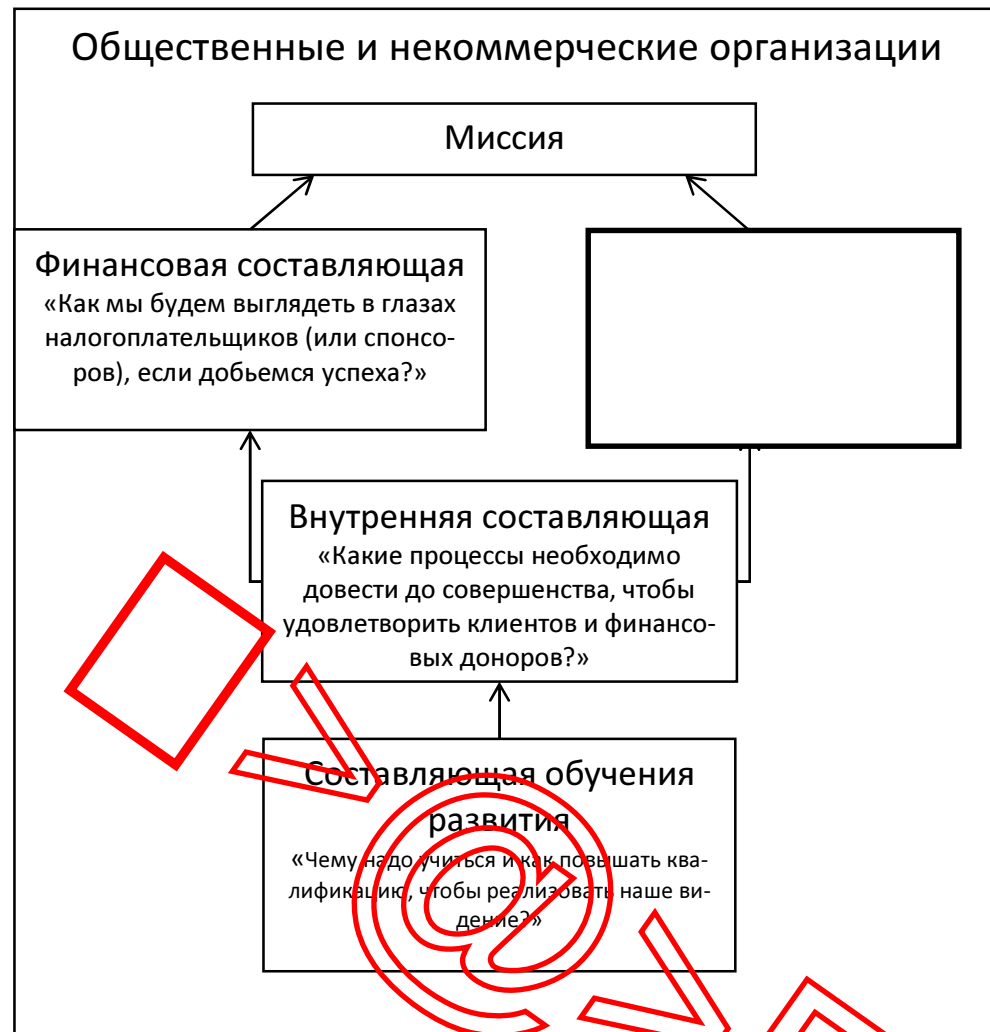 Общественные и некоммерческие организации
Миссия
Финансовая составляющая
«Как мы будем выглядеть в глазах
налогоплательщиков (или спонсо-
ров), если добьемся успеха?»
Внутренняя составляющая
«Какие процессы необходимо
довести до совершенства, чтобы
удовлетворить клиентов и финансо-
вых доноров?»
Составляющая обучения
развития
«Чему надо учиться и как повышать ква-
лификацию, чтобы реализовать наше ви-
дение?»